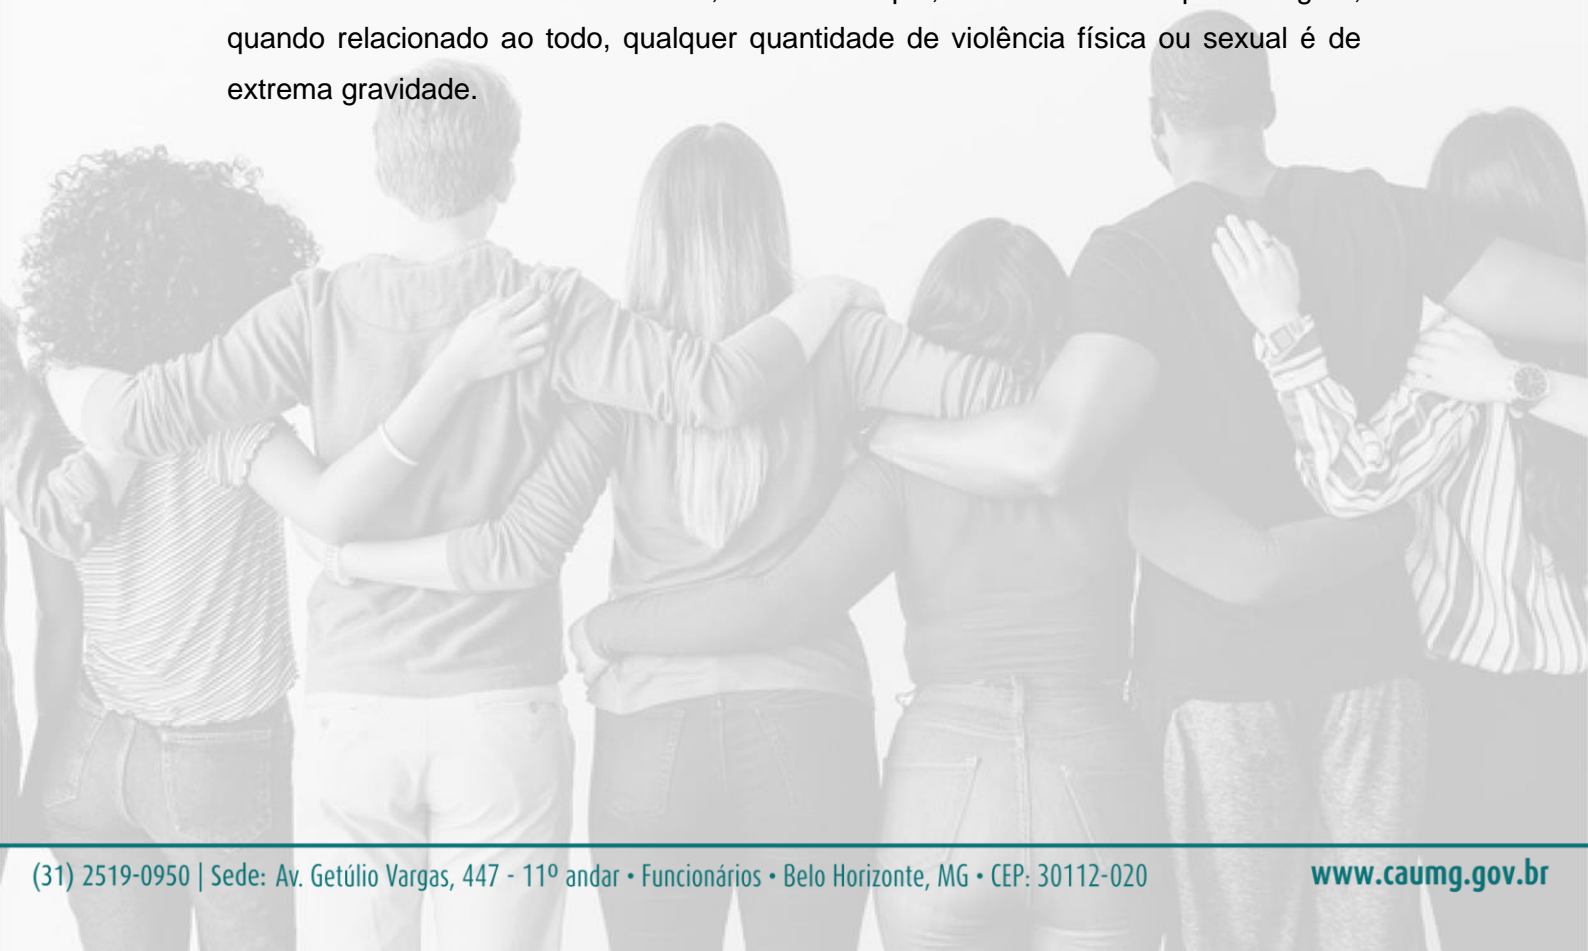 quando relacionado ao todo, qualquer quantidade de violência física ou sexual é de
extrema gravidade.
(31) 2519-0950 | Sede: Av. Getúlio Vargas, 447 - 11º andar • Funcionários • Belo Horizonte, MG • CEP: 30112-020
www.caumg.gov.br